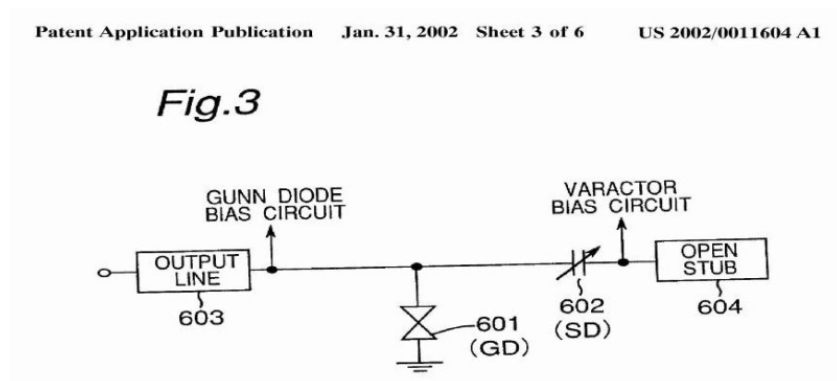 Patent Application Publication Jan. 31, 2002 Sheet 3 of 6 US 2002/0011604 A1
Fig.3
GUNN DIODE
BIAS CIRCUIT
VARACTOR
BIAS CIRCUIT
OUTPUT
LINE
603
601
(GD)
602
(SD)
OPEN
STUB
604